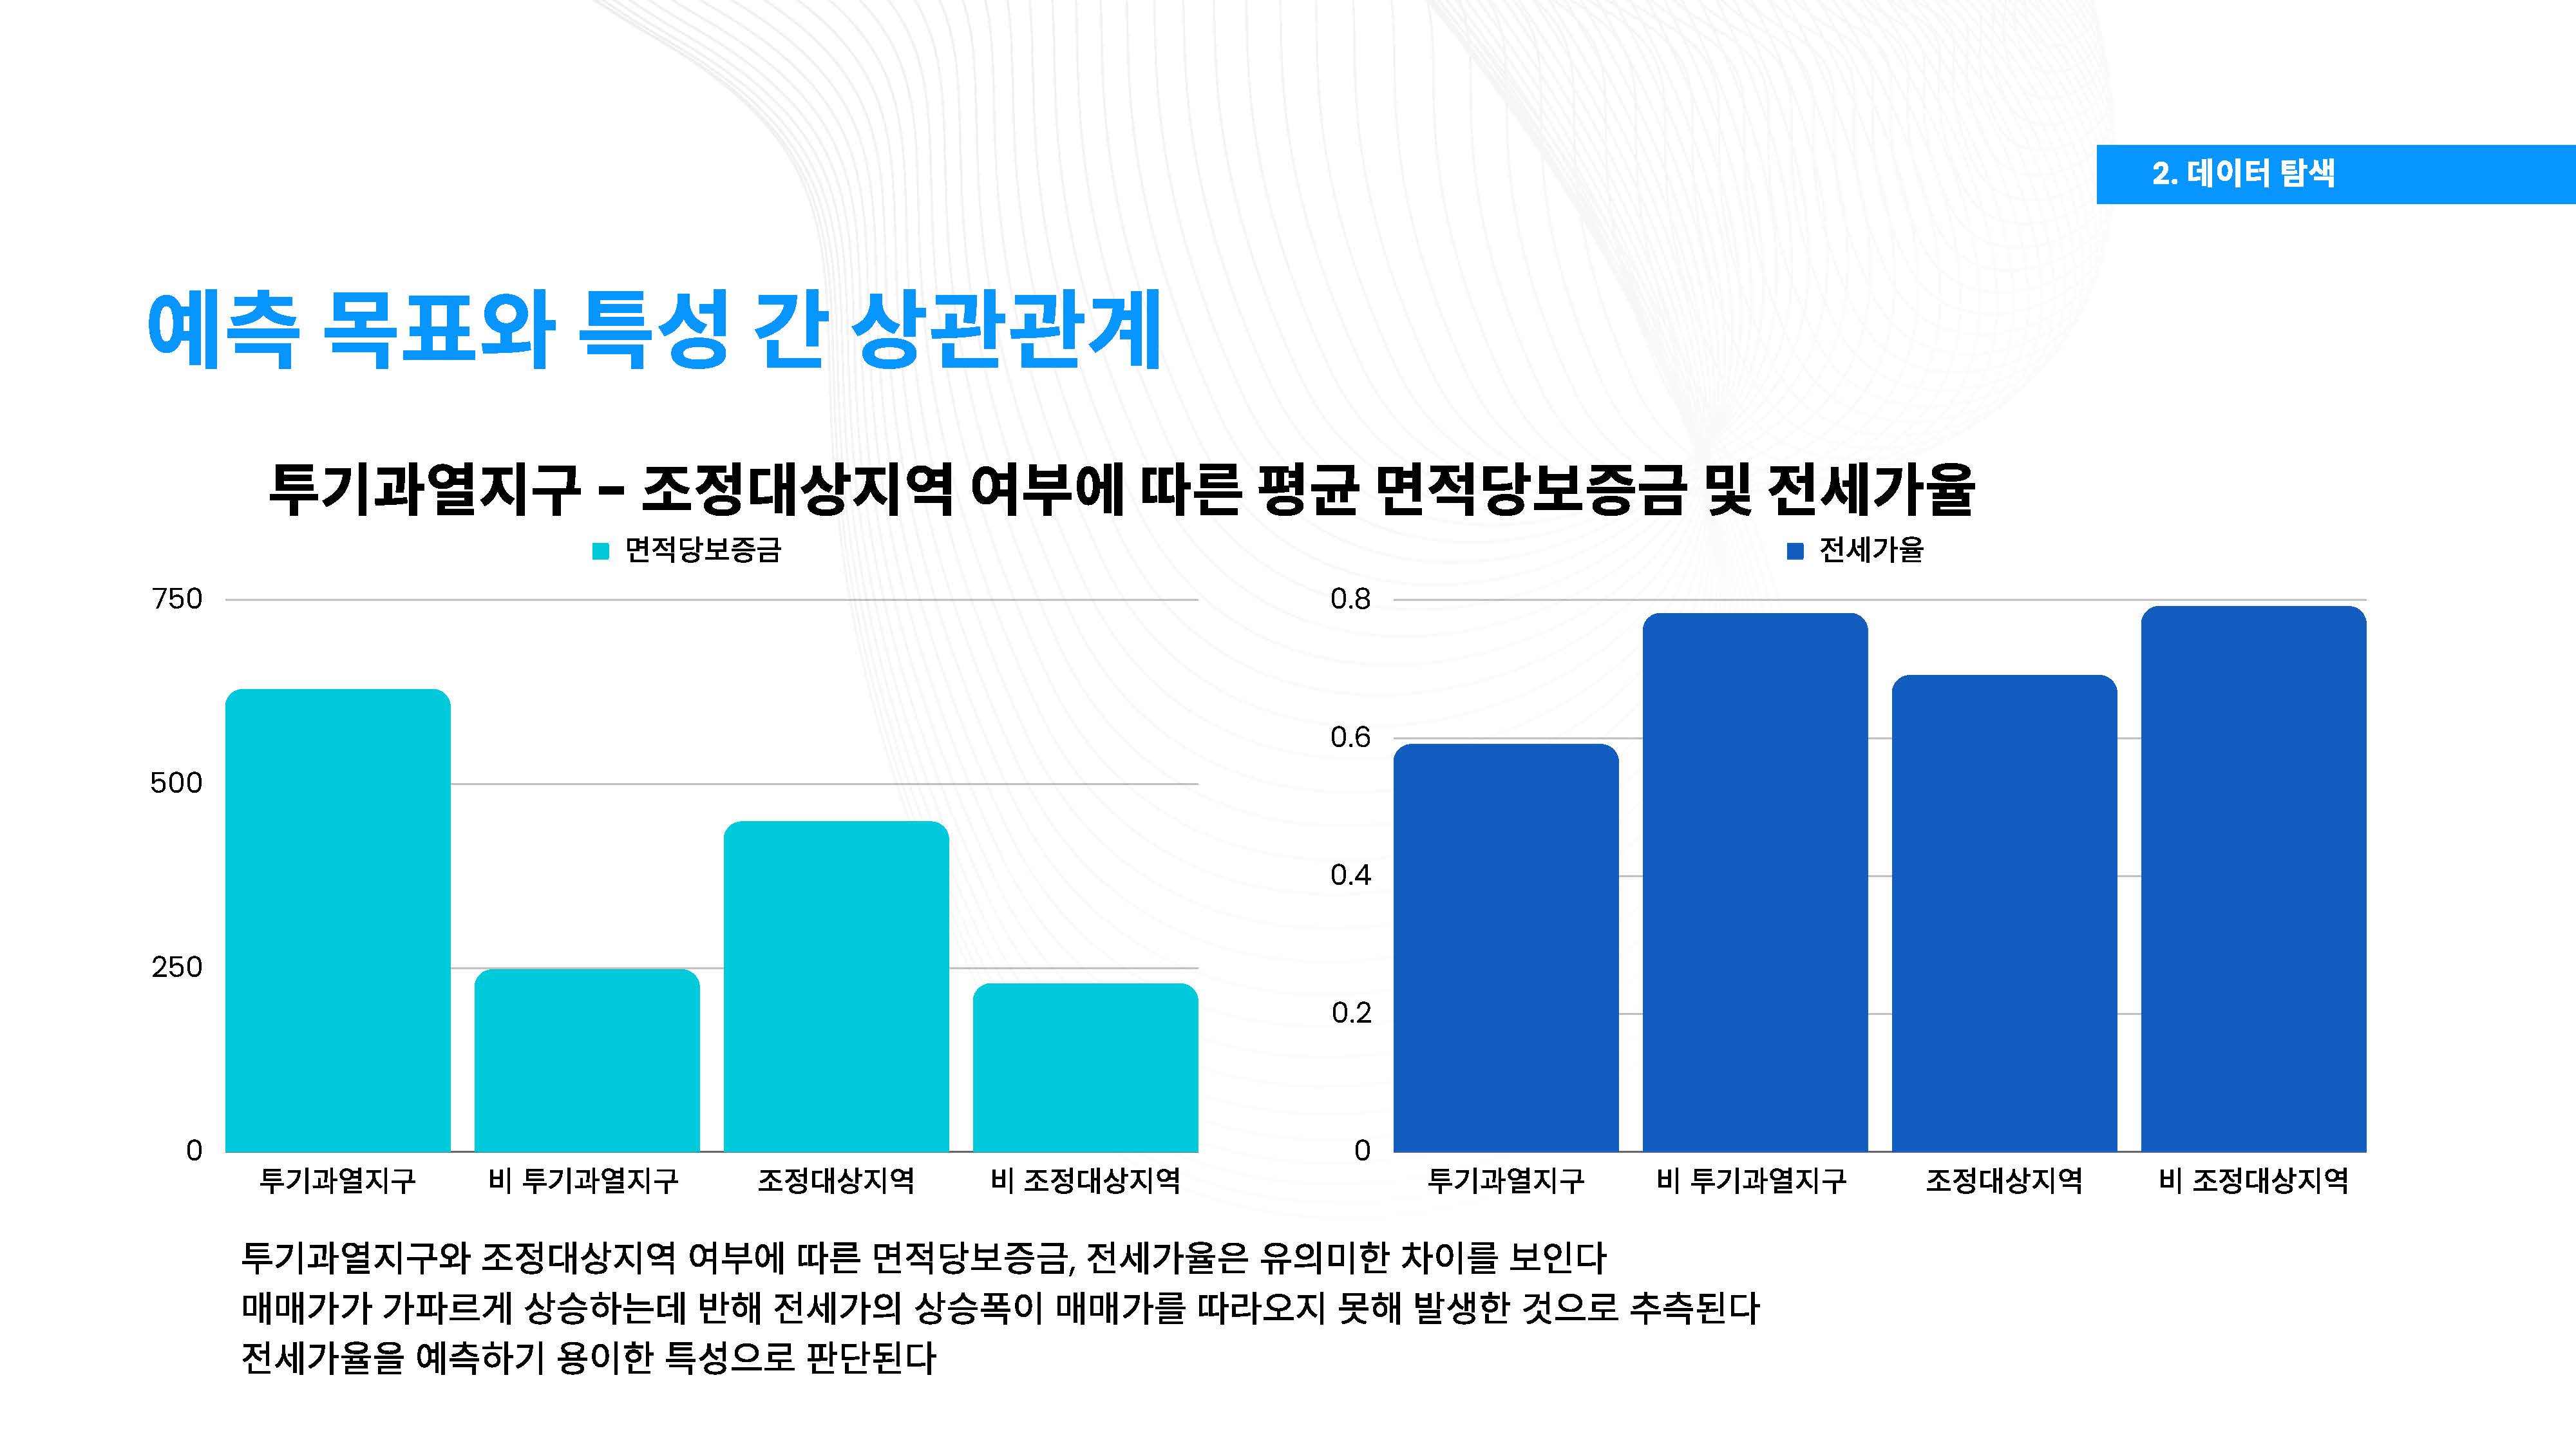 2. 데이터 탐색
예측 목표와 특성 간 상관관계
투기과열지구 - 조정대상지역 여부에 따른 평균 면적당보증금 및 전세가율
면적당보증금
750
500
250
0
투기과열지구 비 투기과열지구 조정대상지역 비 조정대상지역
전세가율
0.8
0.6
0.4
0.2
0
투기과열지구 비 투기과열지구 조정대상지역 비 조정대상지역
투기과열지구와 조정대상지역 여부에 따른 면적당보증금, 전세가율은 유의미한 차이를 보인다
매매가가 가파르게 상승하는데 반해 전세가의 상승폭이 매매가를 따라오지 못해 발생한 것으로 추측된다
전세가율을 예측하기 용이한 특성으로 판단된다